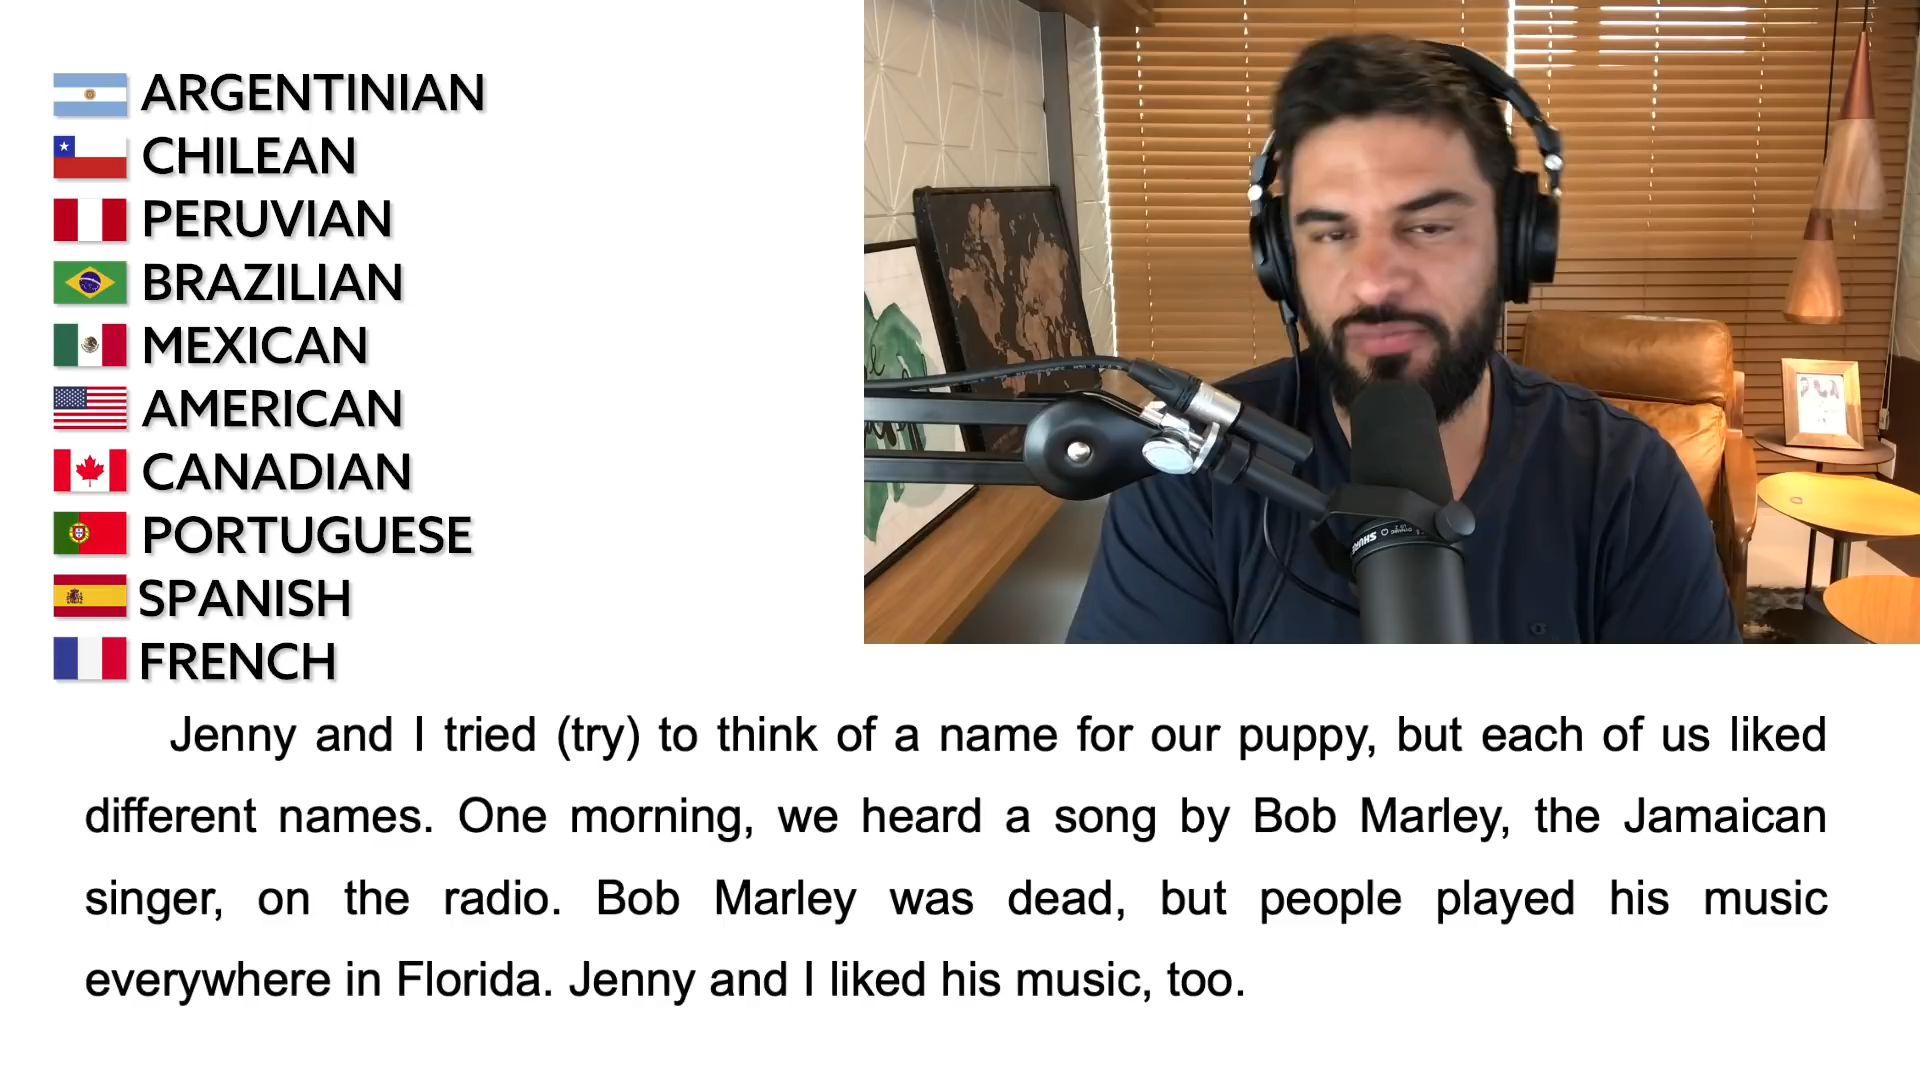 ARGENTINIAN
CHILEAN
PERUVIAN
BRAZILIAN
MEXICAN
AMERICAN
CANADIAN
PORTUGUESE
SPANISH
FRENCH
SHURE
Jenny and I tried (try) to think of a name for our puppy, but each of us liked
different names. One morning, we heard a song by Bob Marley, the Jamaican
singer, on the radio. Bob Marley was dead, but people played his music
everywhere in Florida. Jenny and I liked his music, too.